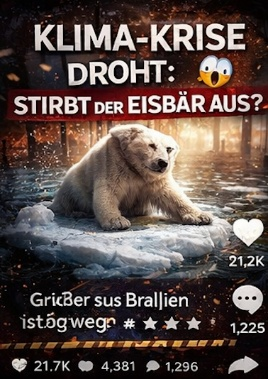 KLIMA-KRISE
DROHT:
STIRBT DER EISBÄR AUS?
21,2K
1,225
#
21.7K 4,381 1,296